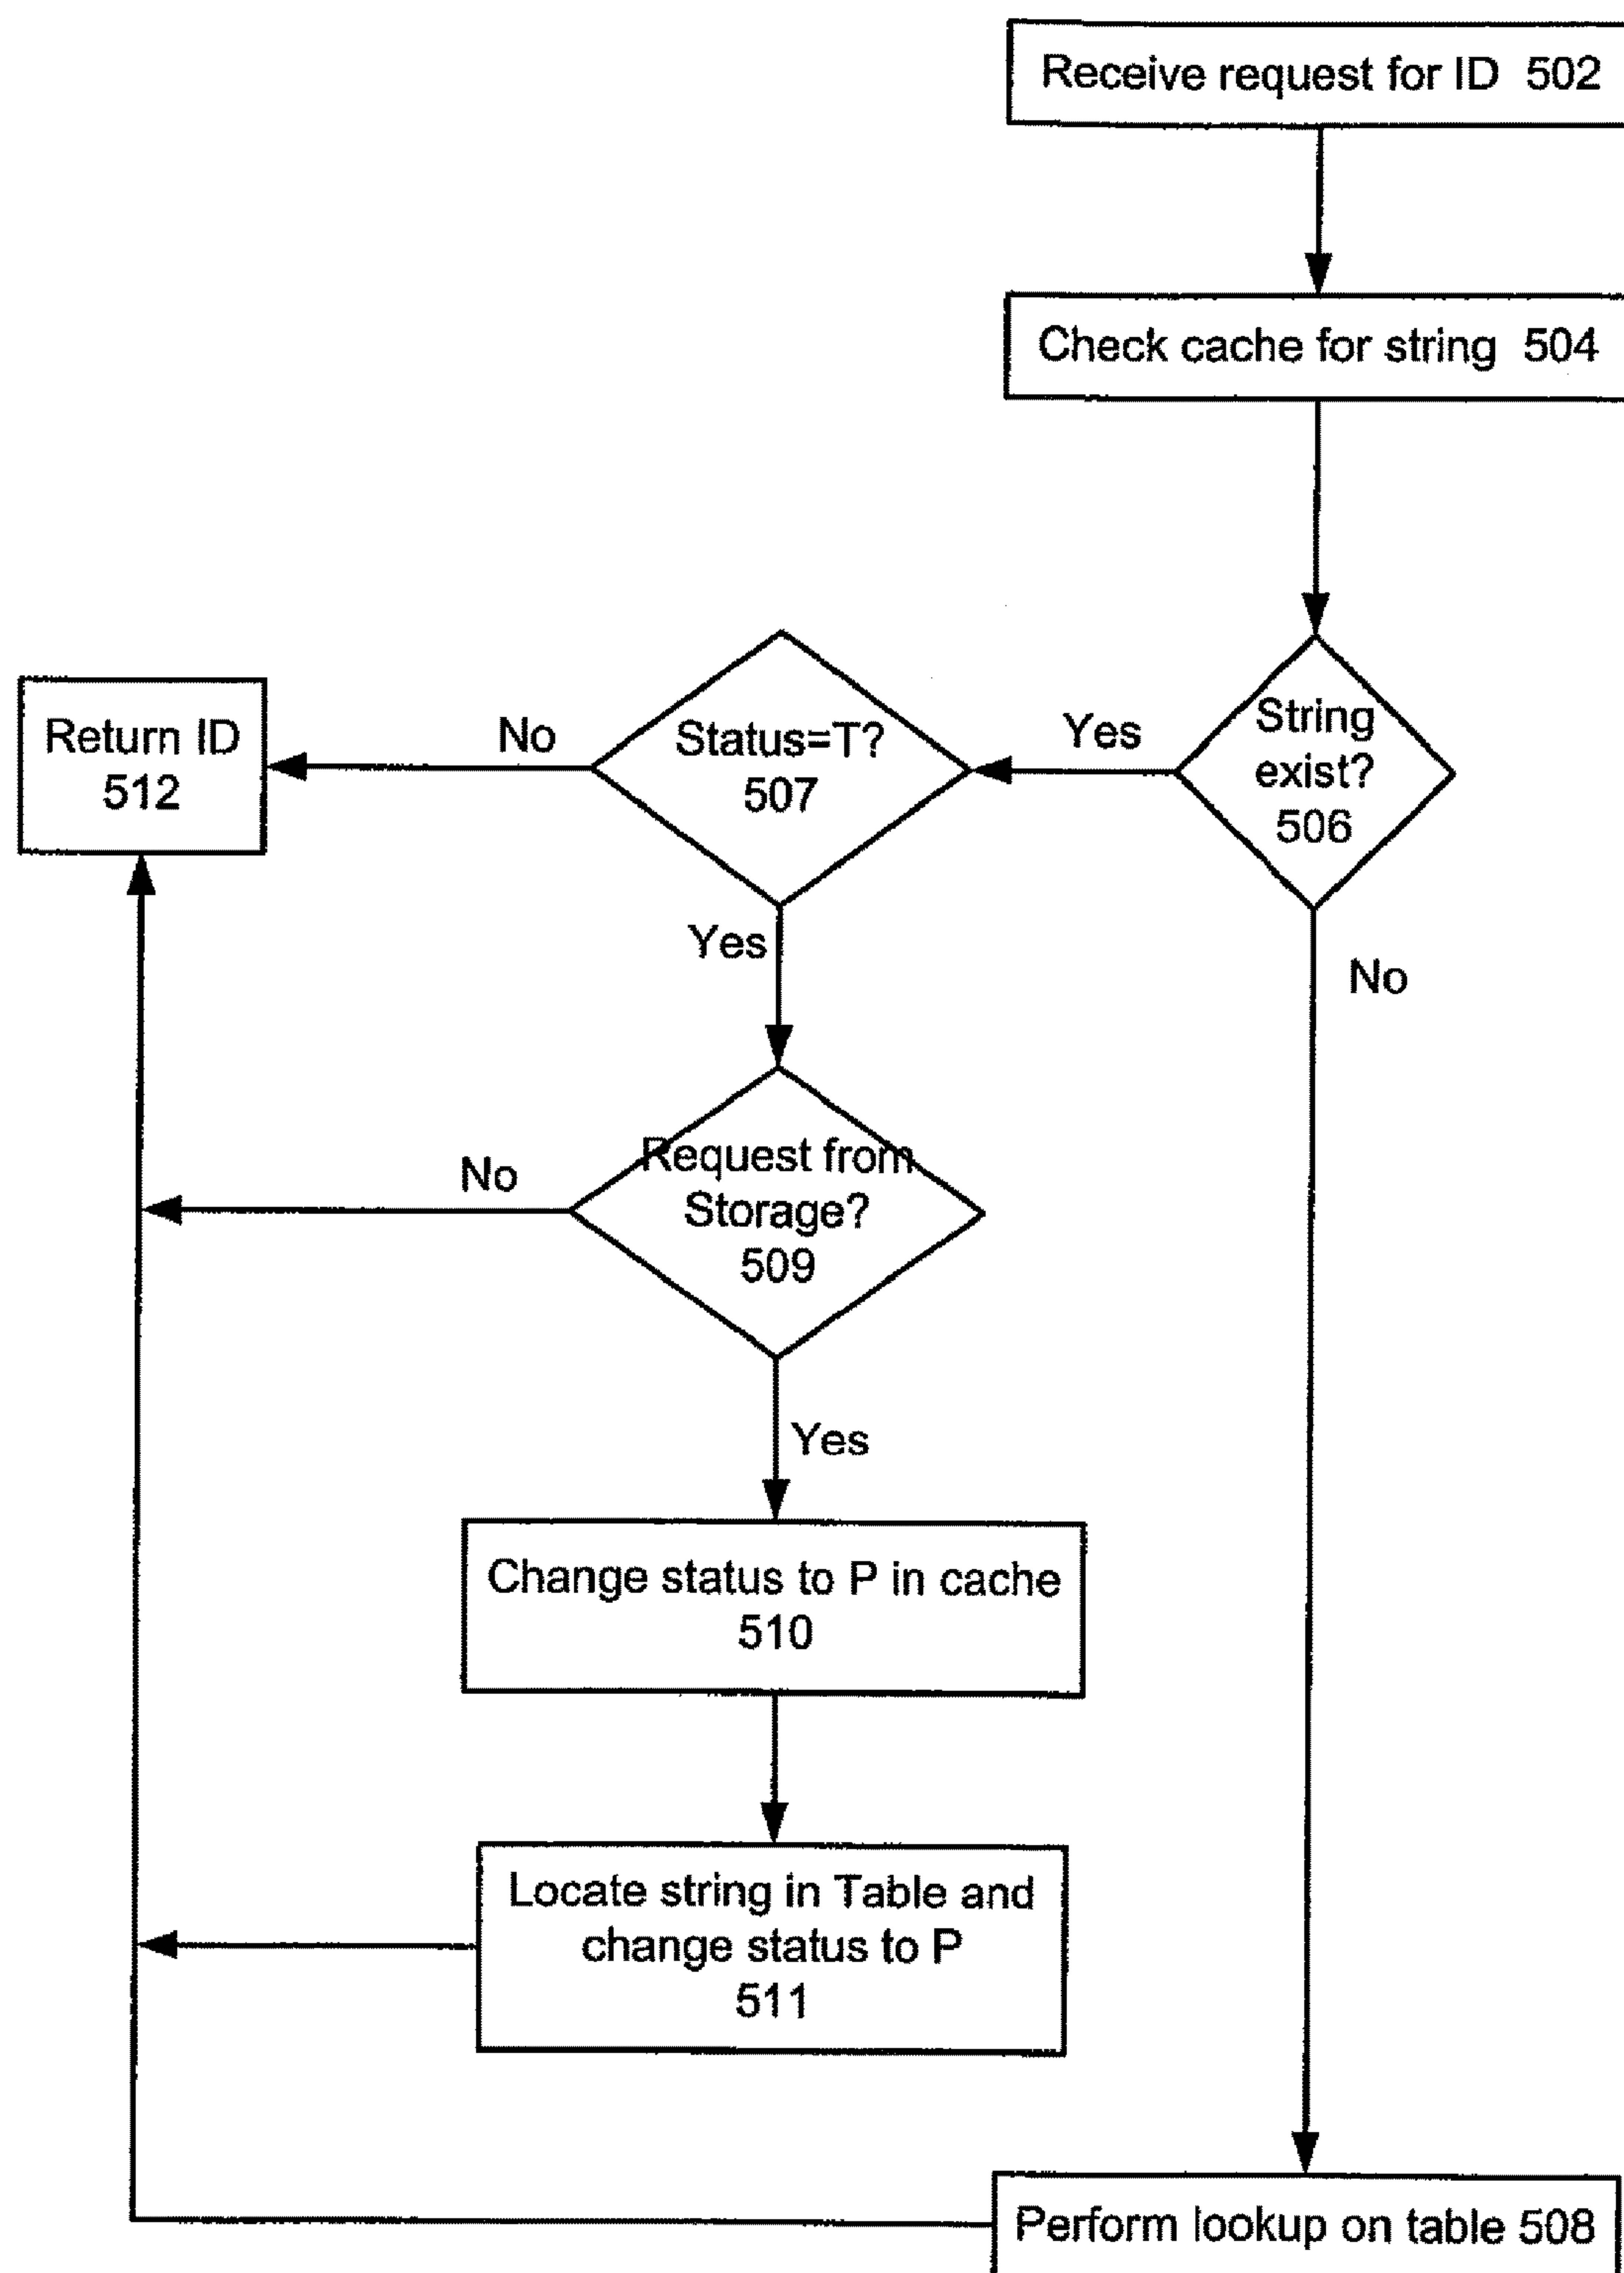 Receive request for ID 502
Check cache for string 504
String
exist?
506
Yes
No
Status=T?
507
No
Yes
Return ID
512
Request from
Storage?
509
No
Yes
Change status to P in cache
510
Locate string in Table and
change status to P
511
Perform lookup on table 508